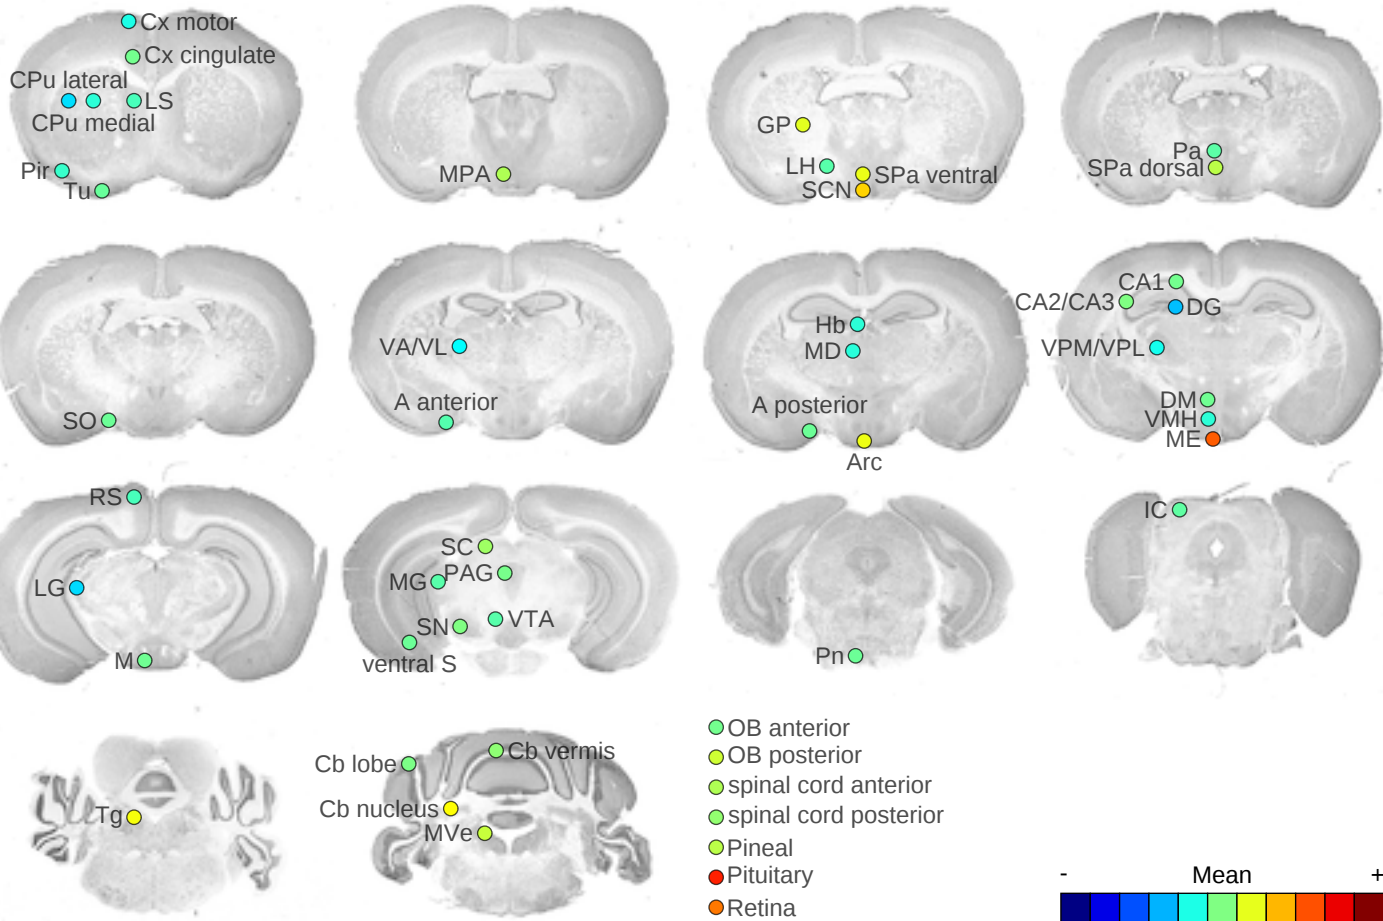 Cx motor
Cx cingulate
CPu lateral
LS
CPu medial
Pir
Tu
MPA
GP
LH
SPa ventral
SCN
Pa
SPa dorsal
SO
VA/VL
A anterior
Hb
MD
A posterior
Arc
CA1
CA2/CA3
DG
VPM/VPL
DM
VMH
ME
RS
LG
M
SC
PAG
MG
SN
VTA
ventral S
Pn
IC
Tg
Cb vermis
Cb lobe
Cb nucleus
MVe
OB anterior
OB posterior
spinal cord anterior
spinal cord posterior
Pineal
Pituitary
Retina
- Mean +